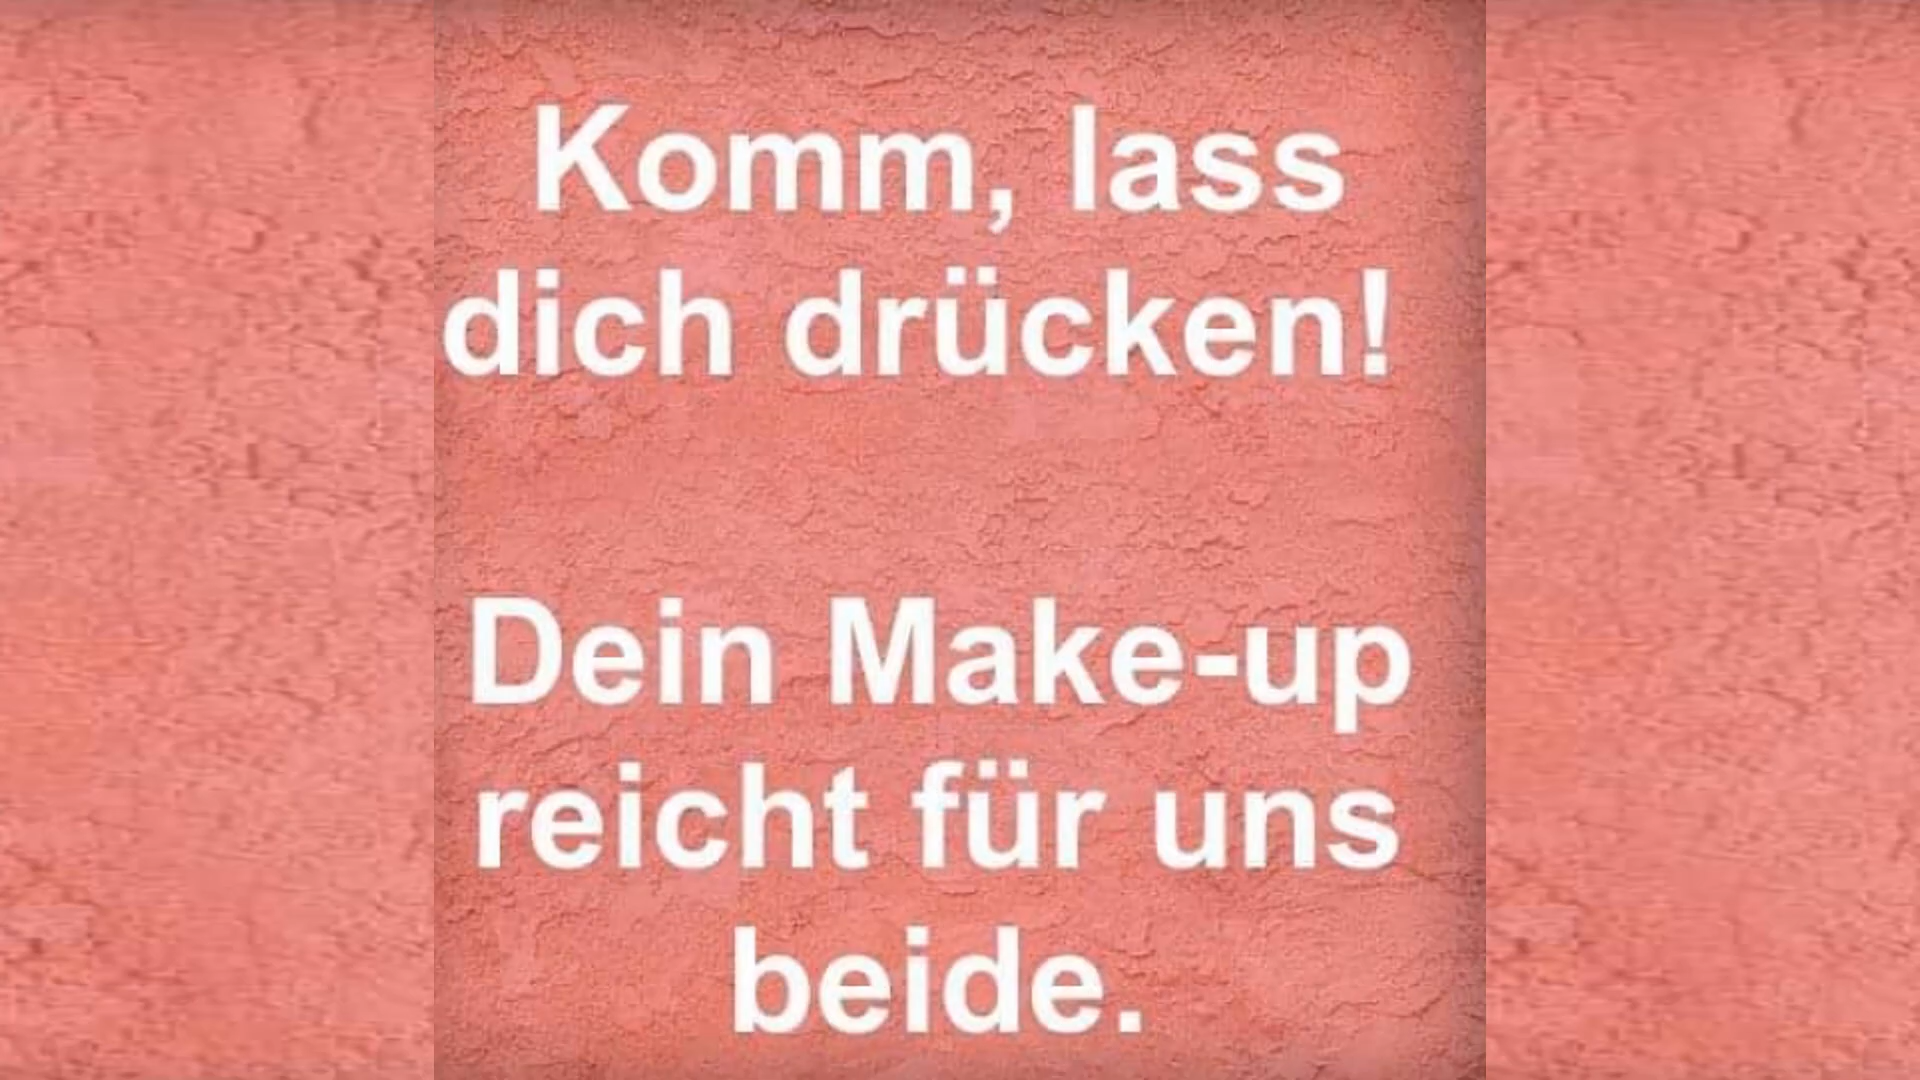 Komm, lass
dich drücken!
Dein Make-up
reicht für uns
beide.